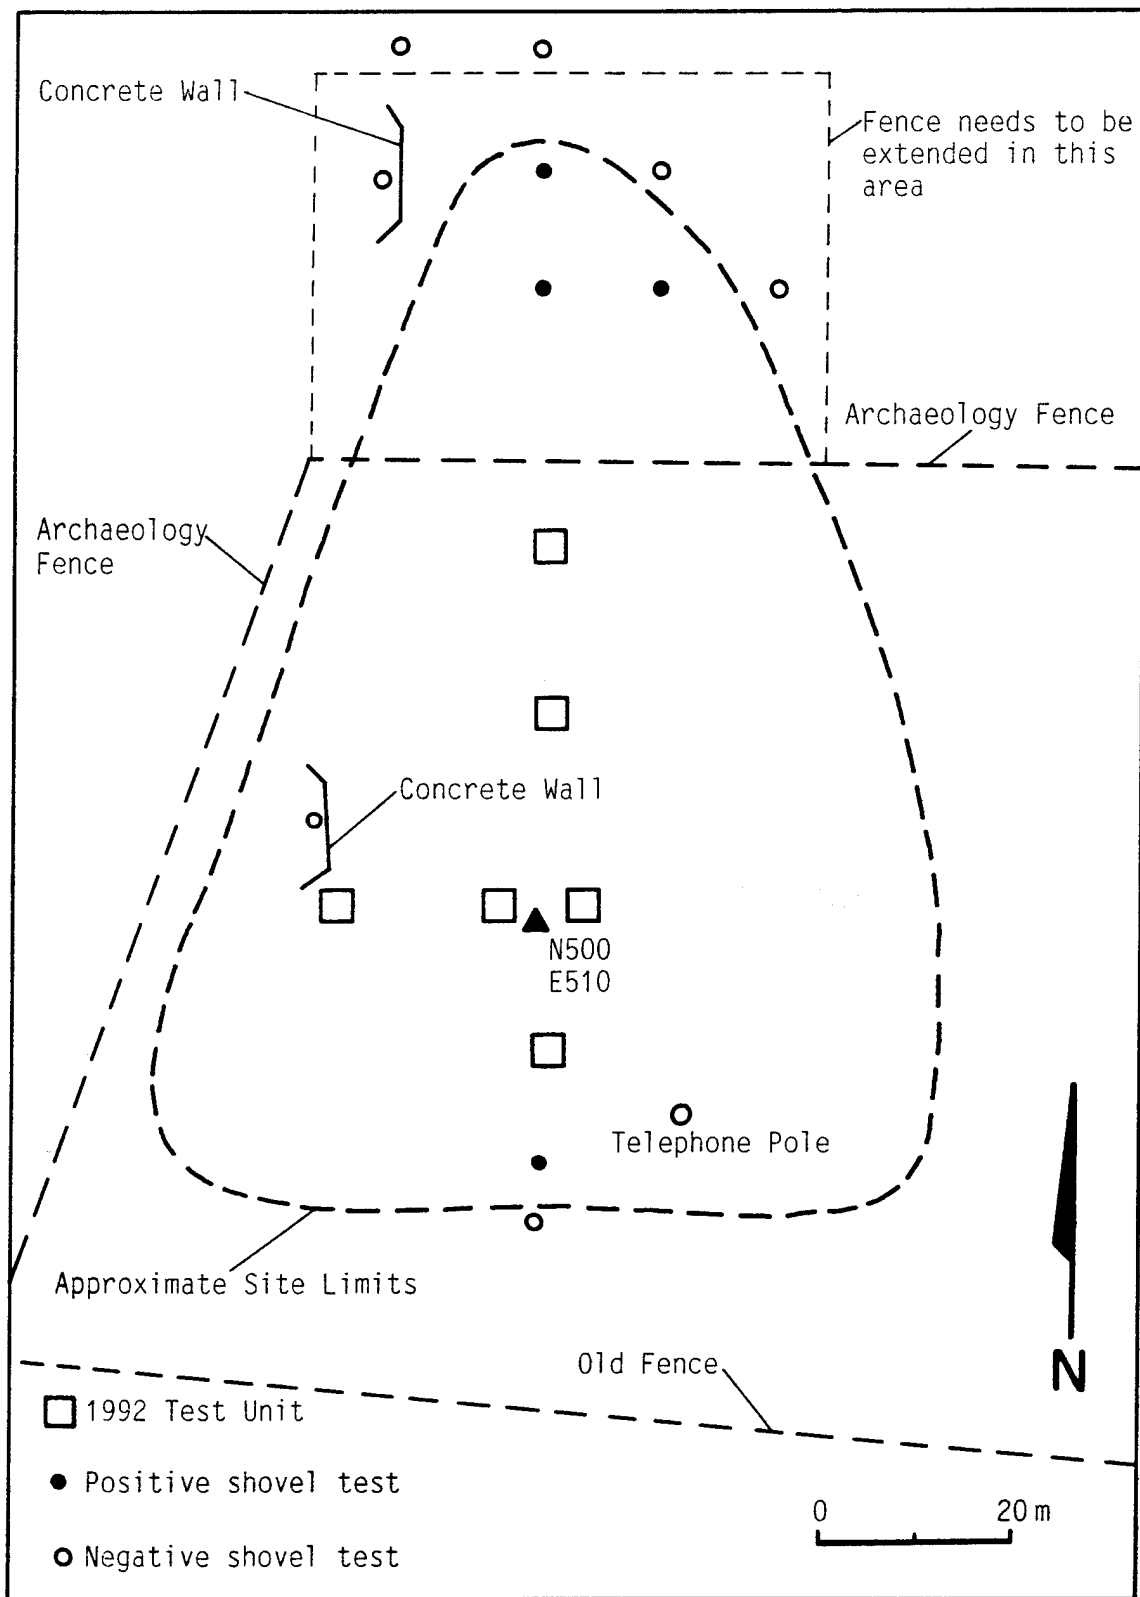 Concrete Wall
Fence needs to be
extended in this
area
Archaeology Fence
Archaeology
Fence
Concrete Wall
N500
E510
Telephone Pole
Approximate Site Limits
Old Fence
N
1992 Test Unit
Positive shovel test
Negative shovel test
0 20 m